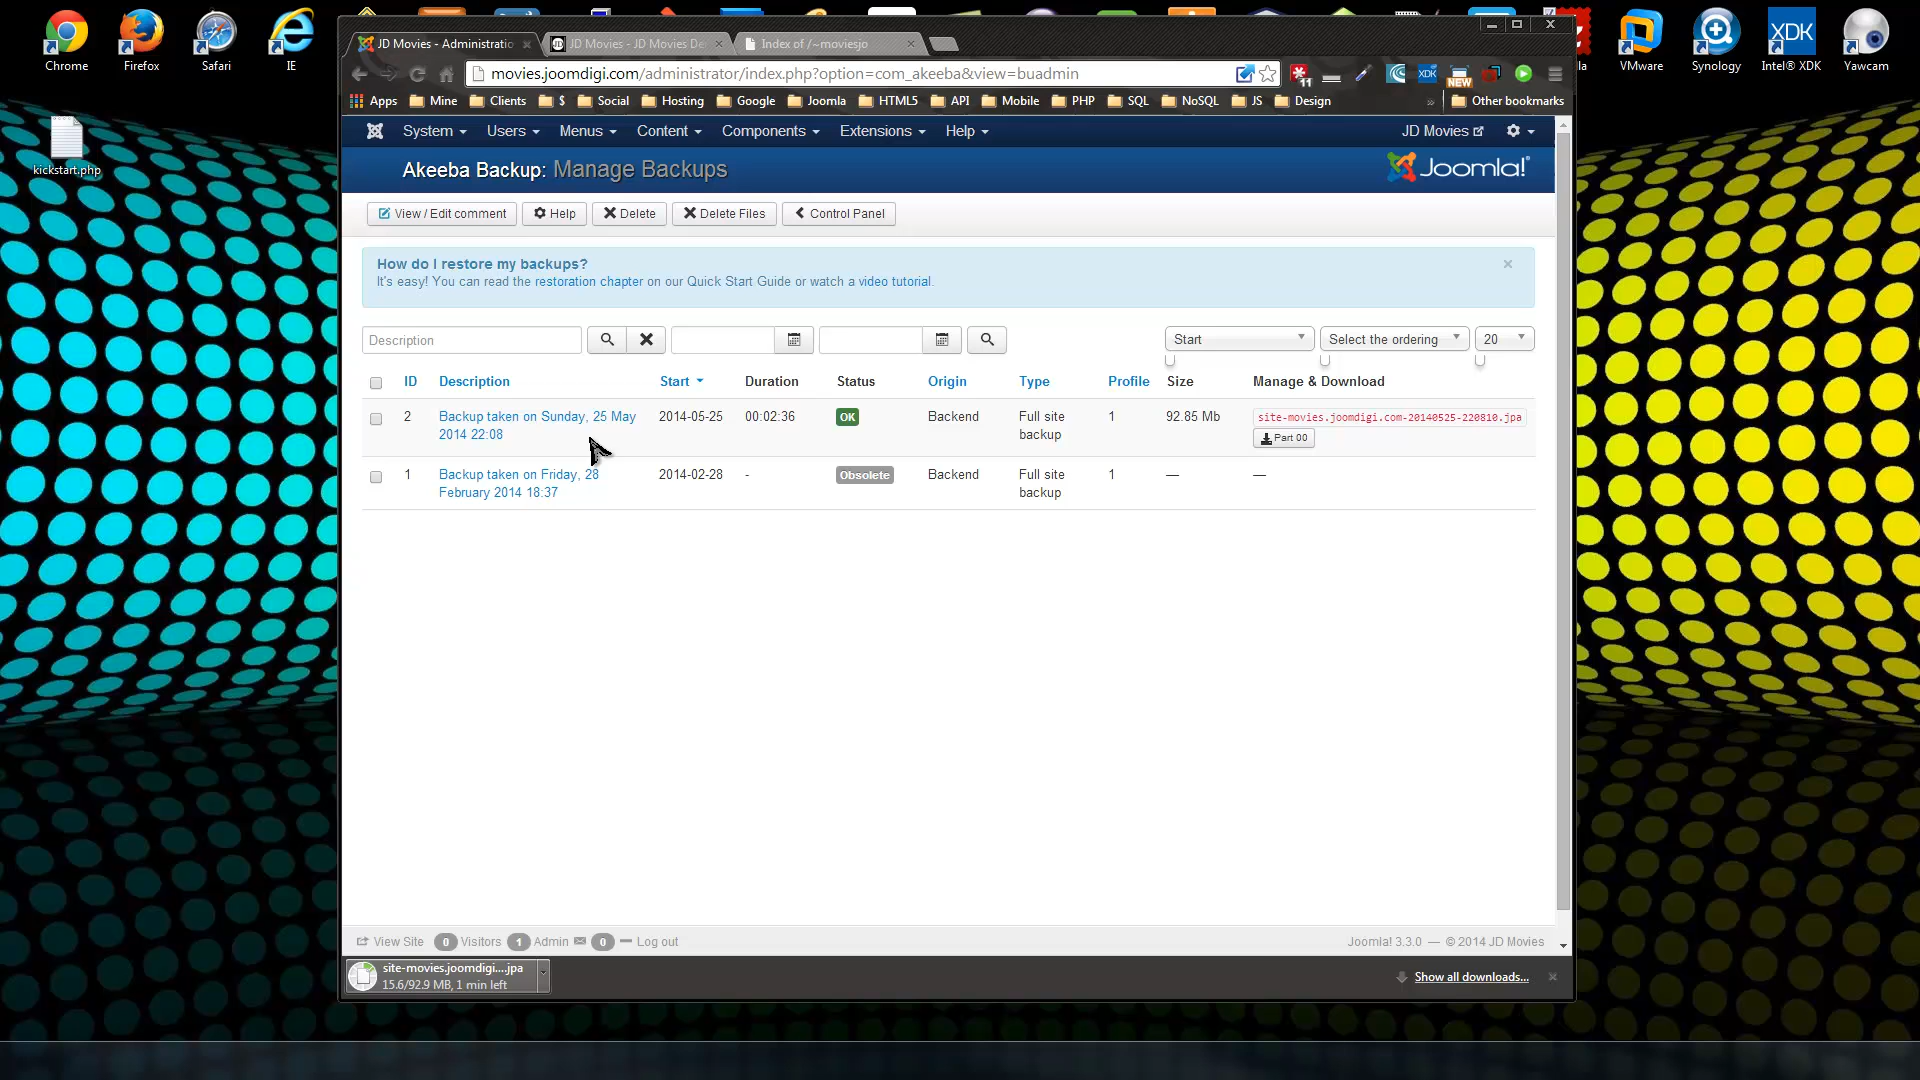 Chrome
Firefox
Safari
IE
VMware
Synology
Intel® XDK
Yawcam
kickstart.php
JD Movies - Administratio
JD Movies - JD Movies De
Index of /~moviesjo
movies.joomdigi.com/administrator/index.php?option=com_akeeba&view=buadmin
11
XDK
NEW
Apps Mine Clients $ Social Hosting Google Joomla HTML5 API Mobile PHP SQL NoSQL JS Design » Other bookmarks
System Users Menus Content Components Extensions Help JD Movies
Akeeba Backup: Manage Backups
Joomla!®
View / Edit comment Help Delete Delete Files Control Panel
How do I restore my backups?
It's easy! You can read the restoration chapter on our Quick Start Guide or watch a video tutorial.
Description Start Select the ordering 20
ID Description Start Duration Status Origin Type Profile Size Manage & Download
2 Backup taken on Sunday, 25 May 2014-05-25 00:02:36 OK Backend Full site 1 92.85 Mb site-movies.joomdigi.com-20140525-220810.jpa
2014 22:08 backup Part 00
1 Backup taken on Friday, 28 2014-02-28 - Obsolete Backend Full site 1 — —
February 2014 18:37 backup
View Site 0 Visitors 1 Admin 0 Log out Joomla! 3.3.0 — © 2014 JD Movies
site-movies.joomdigi....jpa
15.6/92.9 MB, 1 min left
Show all downloads...